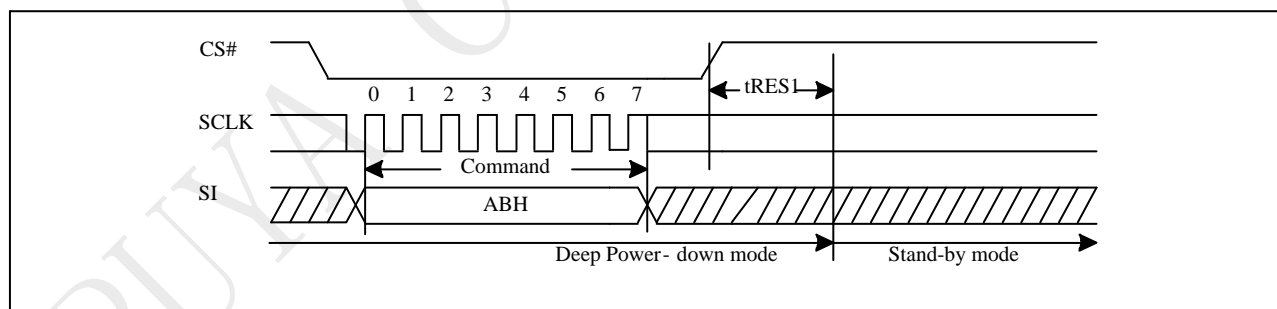 CS#
tRES1
0 1 2 3 4 5 6 7
SCLK
Command
SI
ABH
Deep Power- down mode Stand-by mode
PUYA